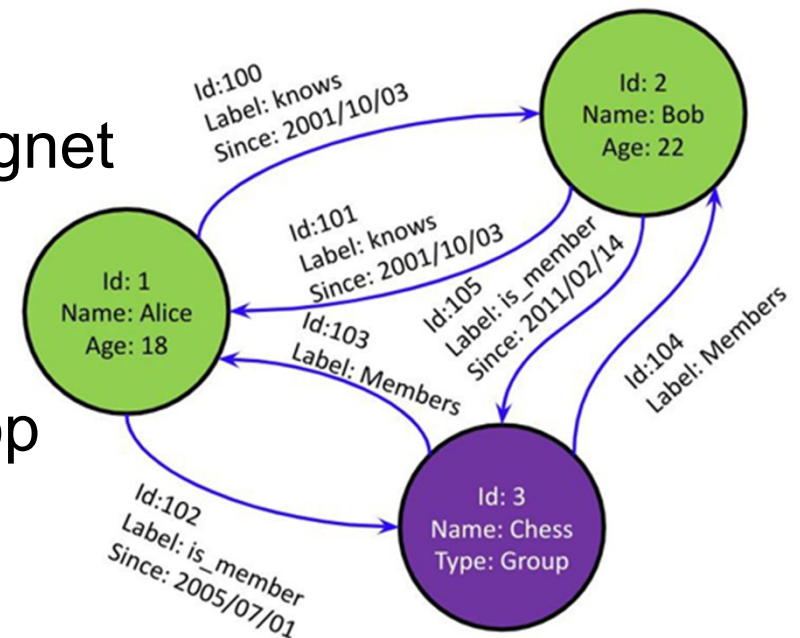 Id:100
Label: knows
Since: 2001/10/03
Id: 2
Name: Bob
Age: 22
gnet
Id:101
Label: knows
Since: 2001/10/03
Id: 1
Name: Alice
Age: 18
Id:105
Label: is_member
Since: 2011/02/14
Id:103
Label: Members
Id:104
Label: Members
op
Id: 3
Name: Chess
Type: Group
Id:102
Label: is_member
Since: 2005/07/01